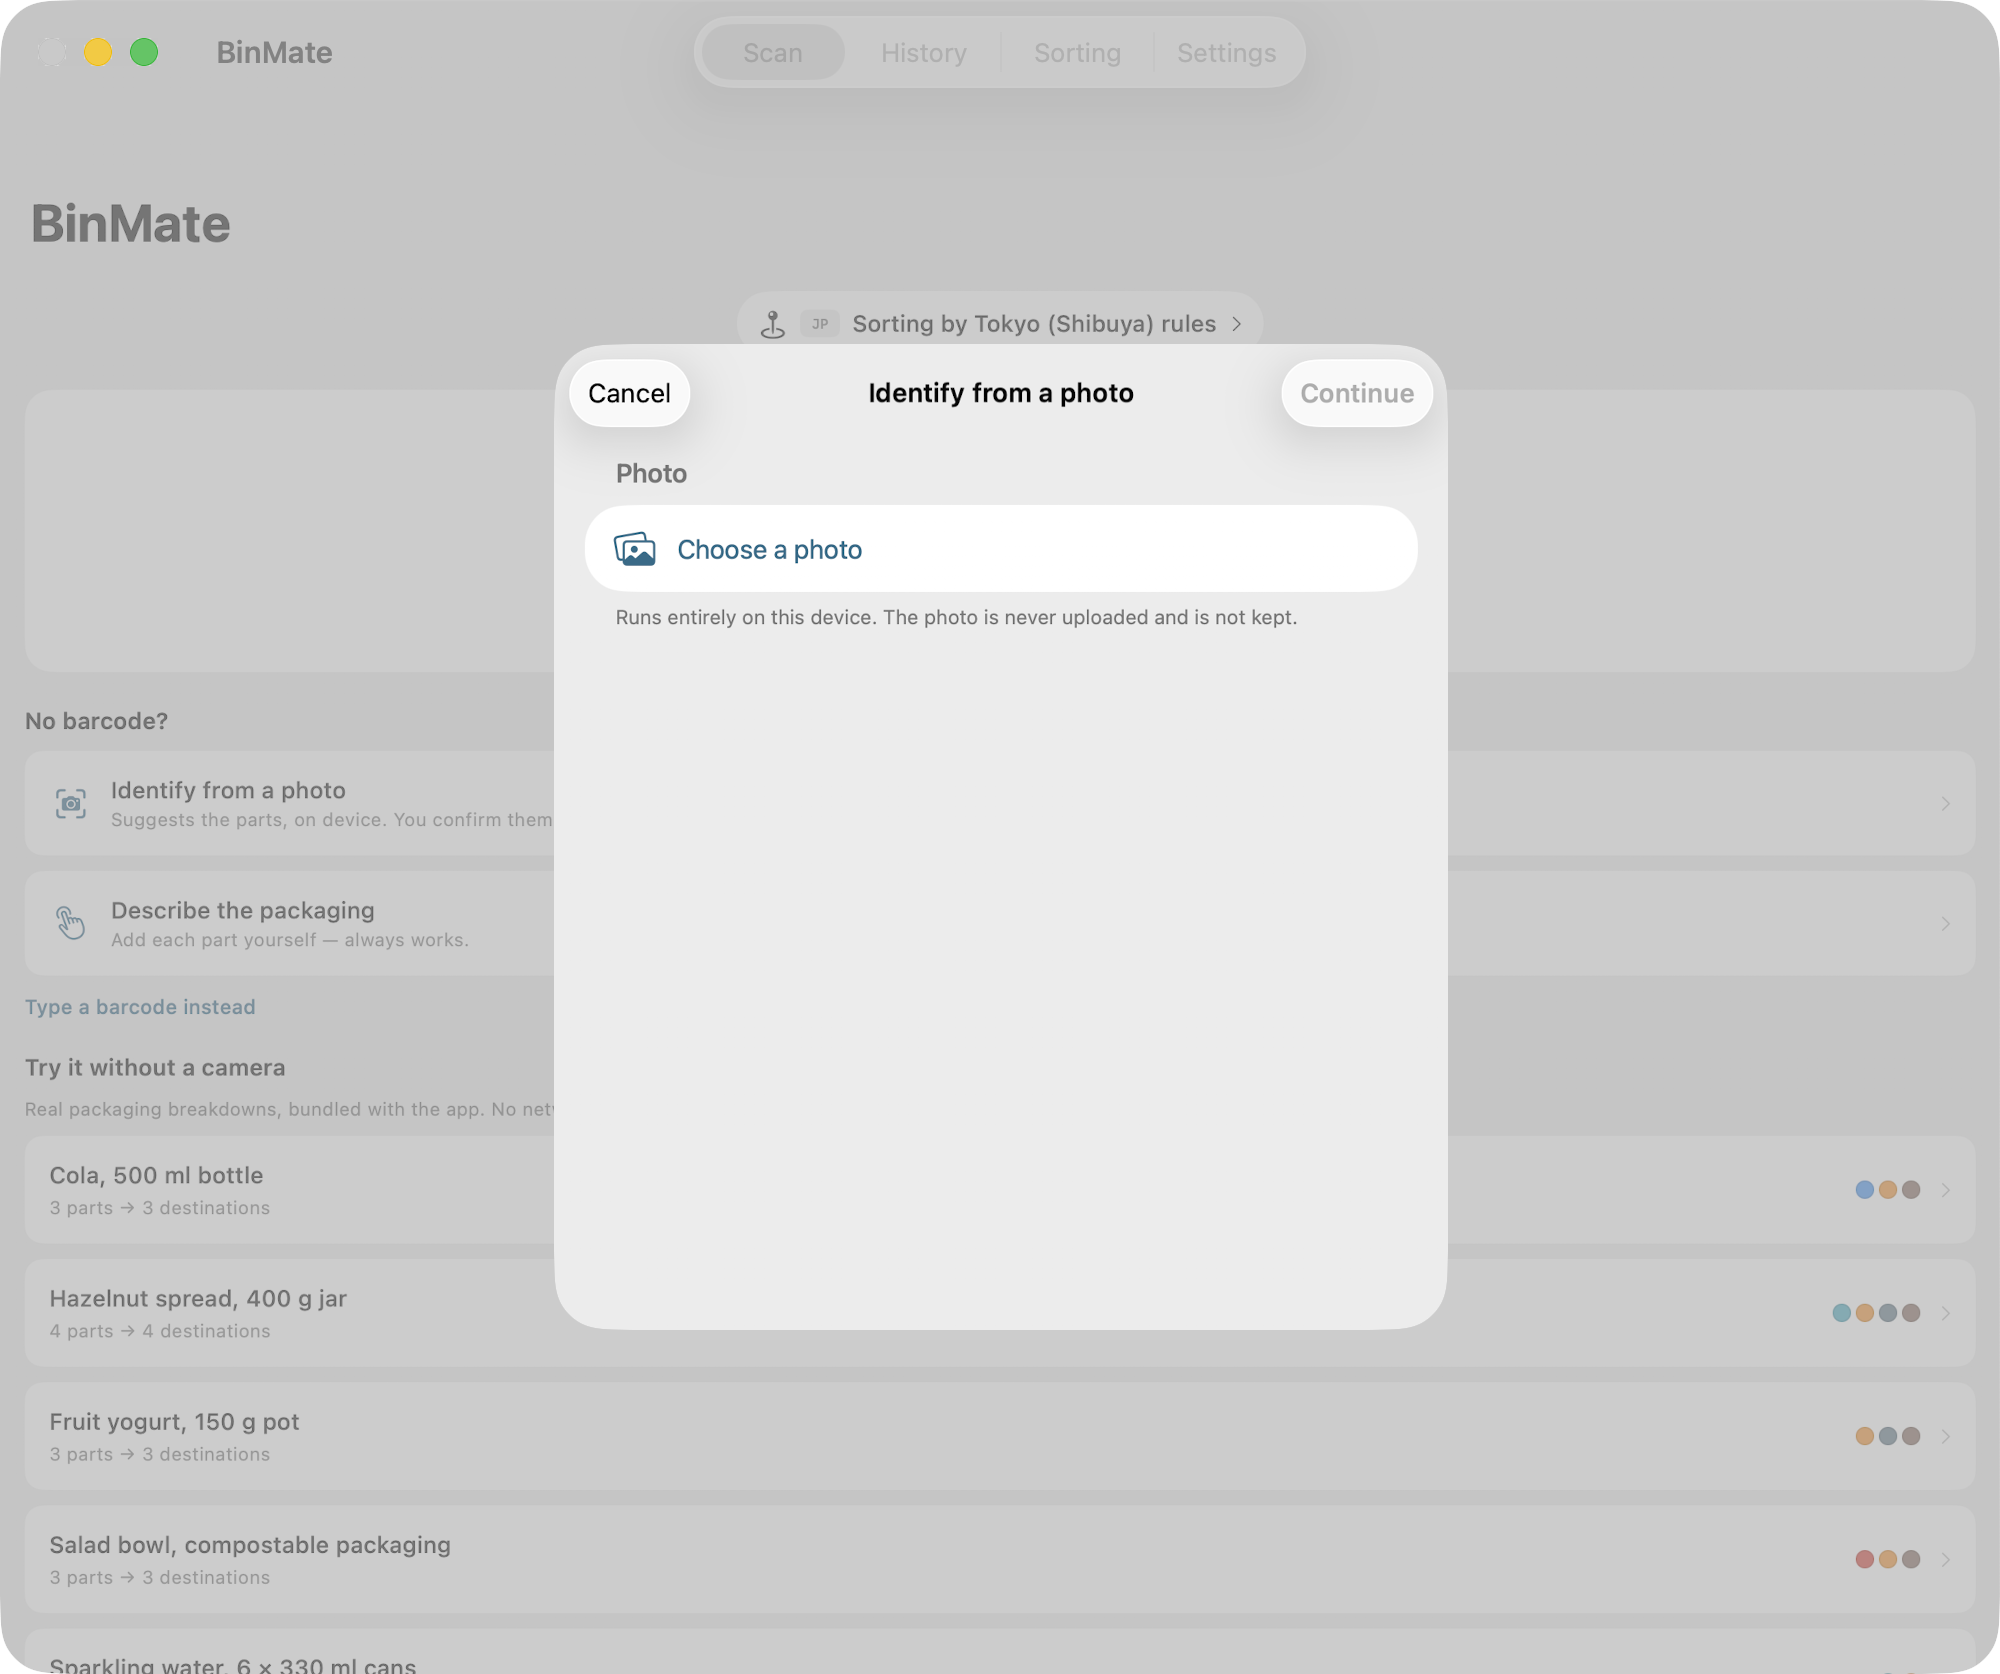 BinMate
Scan
History
Sorting
Settings
BinMate
JP
Sorting by Tokyo (Shibuya) rules
Cancel
Identify from a photo
Continue
Photo
Choose a photo
Runs entirely on this device. The photo is never uploaded and is not kept.
No barcode?
Identify from a photo
Suggests the parts, on device. You confirm them
Describe the packaging
Add each part yourself — always works.
Type a barcode instead
Try it without a camera
Real packaging breakdowns, bundled with the app. No
Cola, 500 ml bottle
3 parts → 3 destinations
Hazelnut spread, 400 g jar
4 parts → 4 destinations
Fruit yogurt, 150 g pot
3 parts → 3 destinations
Salad bowl, compostable packaging
3 parts → 3 destinations
Sparkling water, 6 × 330 ml cans